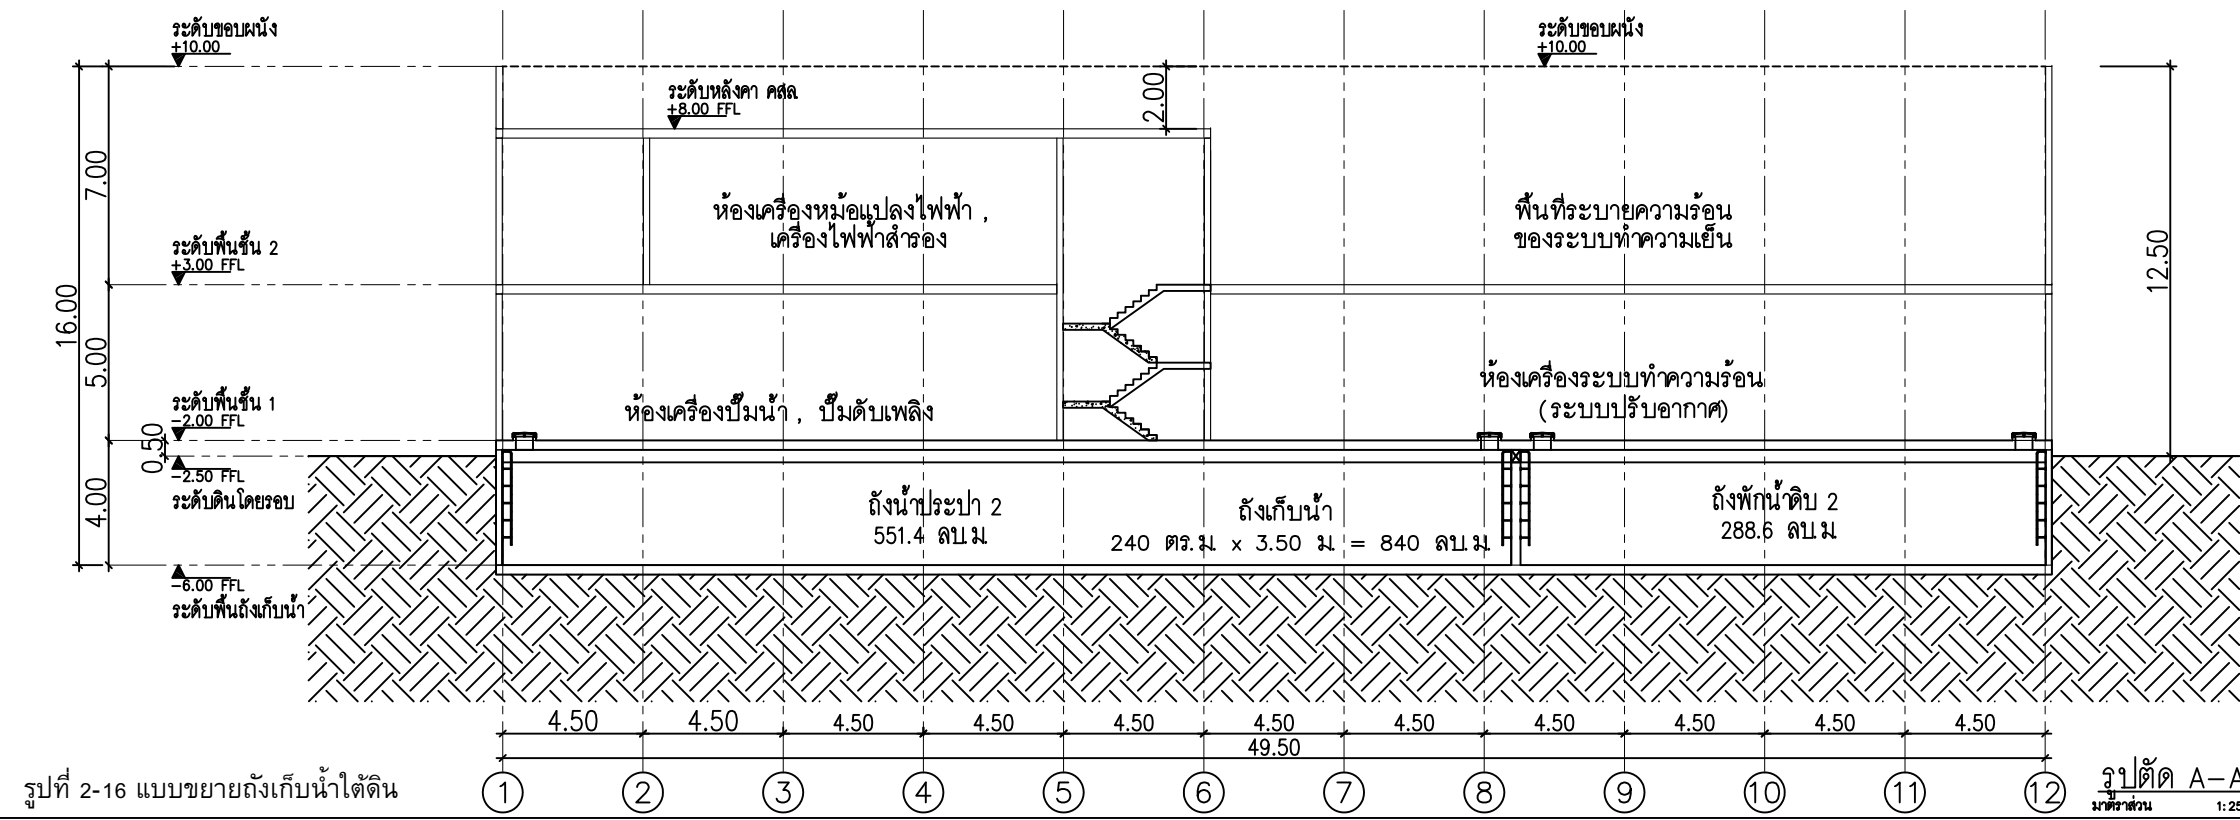 ระดับขอบผนัง
+10.00
ระดับขอบผนัง
+10.00
ระดับหลังคา คสล.
+8.00 FFL
2.00
7.00
ห้องเครื่องหม้อแปลงไฟฟ้า ,
เครื่องไฟฟ้าสำรอง
พื้นที่ระบายความร้อน
ของระบบทำความเย็น
ระดับพื้นชั้น 2
+3.00 FFL
12.50
16.00
5.00
ห้องเครื่องระบบทำความร้อน
(ระบบปรับอากาศ)
ระดับพื้นชั้น 1
-2.00 FFL
ห้องเครื่องปั๊มน้ำ , ปั๊มดับเพลิง
0.50
-2.50 FFL
ระดับดินโดยรอบ
4.00
ถังน้ำประปา 2
551.4 ลบ.ม.
ถังเก็บน้ำ
240 ตร.ม. x 3.50 ม. = 840 ลบ.ม.
ถังพักน้ำดิบ 2
288.6 ลบ.ม.
-6.00 FFL
ระดับพื้นถังเก็บน้ำ
4.50 4.50 4.50 4.50 4.50 4.50 4.50 4.50 4.50 4.50 4.50
49.50
1 2 3 4 5 6 7 8 9 10 11 12
รูปที่ 2-16 แบบขยายถังเก็บน้ำใต้ดิน
รูปตัด A-A
มาตราส่วน 1:25